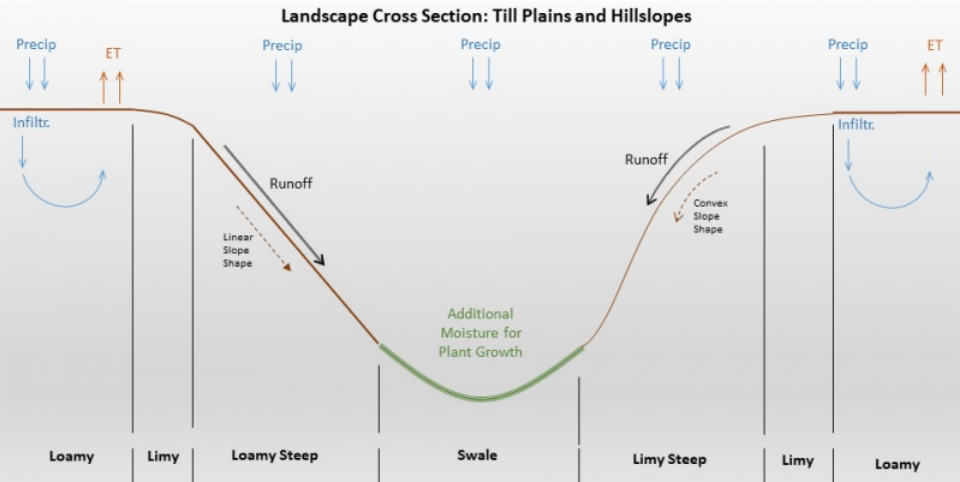 Landscape Cross Section: Till Plains and Hillslopes
Precip
ET
Precip
Precip
Precip
Precip
ET
Infiltr.
Infiltr.
Runoff
Runoff
Linear
Slope
Shape
Convex
Slope
Shape
Additional
Moisture for
Plant Growth
Loamy
Limy
Loamy Steep
Swale
Limy Steep
Limy
Loamy